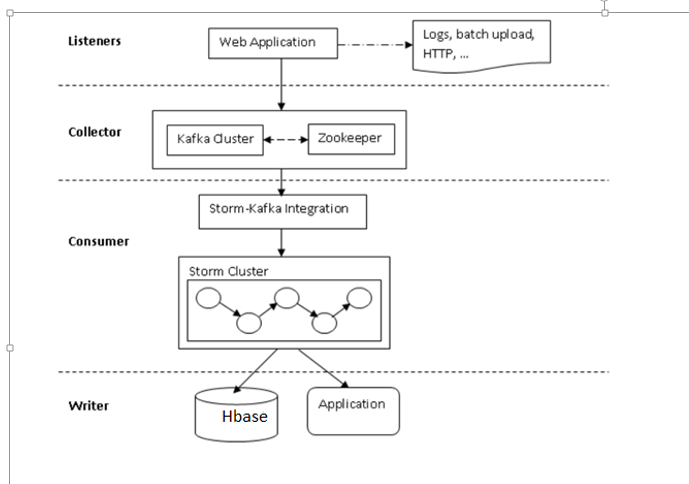 Listeners
Web Application
Logs, batch upload,
HTTP, ...
Collector
Kafka Cluster
Zookeeper
Storm-Kafka Integration
Consumer
Storm Cluster
Writer
Hbase
Application